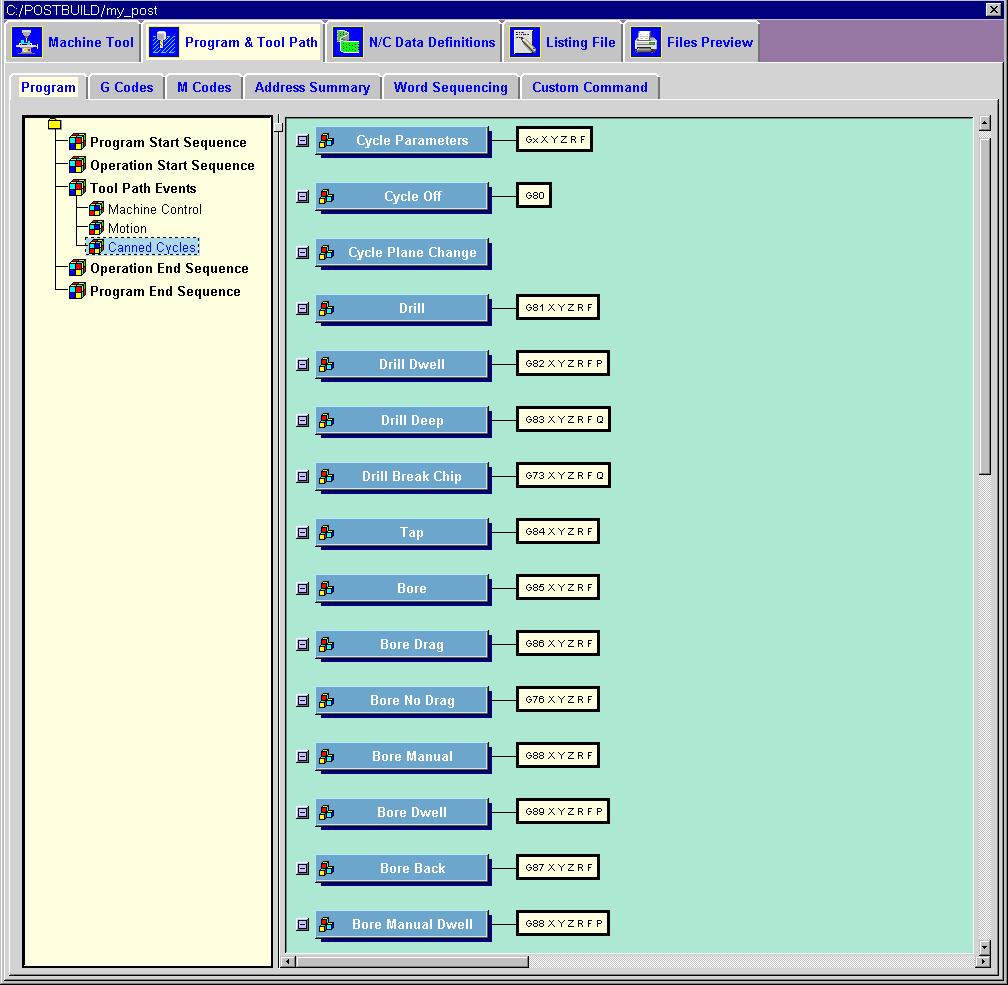 C:/POSTBUILD/my_post
Machine Tool Program & Tool Path N/C Data Definitions Listing File Files Preview
Program G Codes M Codes Address Summary Word Sequencing Custom Command
Program Start Sequence
Operation Start Sequence
Tool Path Events
Machine Control
Motion
Canned Cycles
Operation End Sequence
Program End Sequence
Cycle Parameters Gx X Y Z R F
Cycle Off G80
Cycle Plane Change
Drill G81 X Y Z R F
Drill Dwell G82 X Y Z R F P
Drill Deep G83 X Y Z R F Q
Drill Break Chip G73 X Y Z R F Q
Tap G84 X Y Z R F
Bore G85 X Y Z R F
Bore Drag G86 X Y Z R F
Bore No Drag G76 X Y Z R F
Bore Manual G88 X Y Z R F
Bore Dwell G89 X Y Z R F P
Bore Back G87 X Y Z R F
Bore Manual Dwell G88 X Y Z R F P